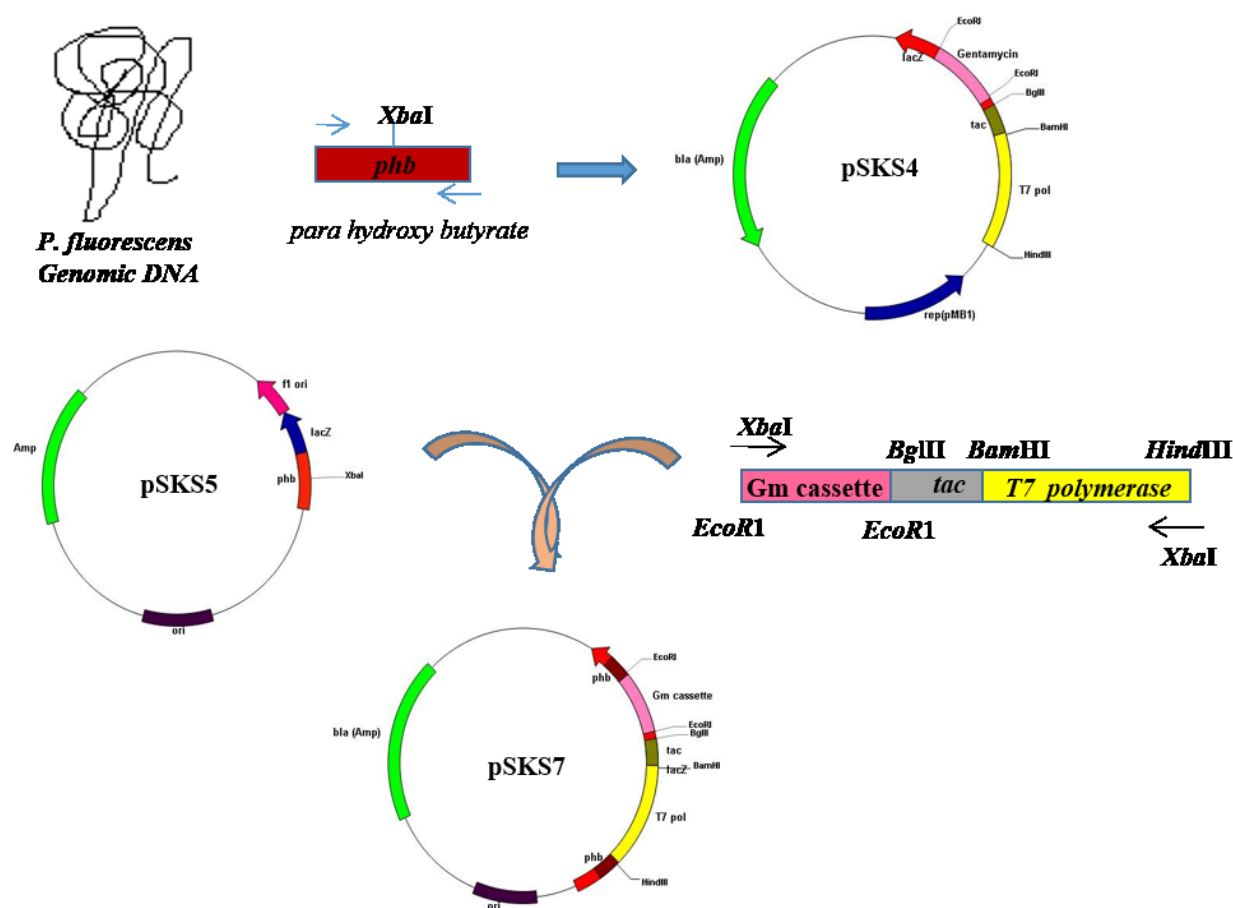 XbaI
phb
para hydroxy butyrate
P. fluorescens
Genomic DNA
EcoRI
lacZ
Gentamycin
EcoRI
BglII
tac
BamHI
bla (Amp)
pSKS4
T7 pol
HindIII
rep(pMB1)
f1 ori
Amp
lacZ
pSKS5
phb
XbaI
ori
XbaI
BglII
BamHI
HindIII
Gm cassette
tac
T7 polymerase
EcoR1
EcoR1
XbaI
phb
EcoRI
Gm cassette
bla (Amp)
EcoRI
BglII
tac
pSKS7
lacZ
BamHI
T7 pol
phb
HindIII
ori